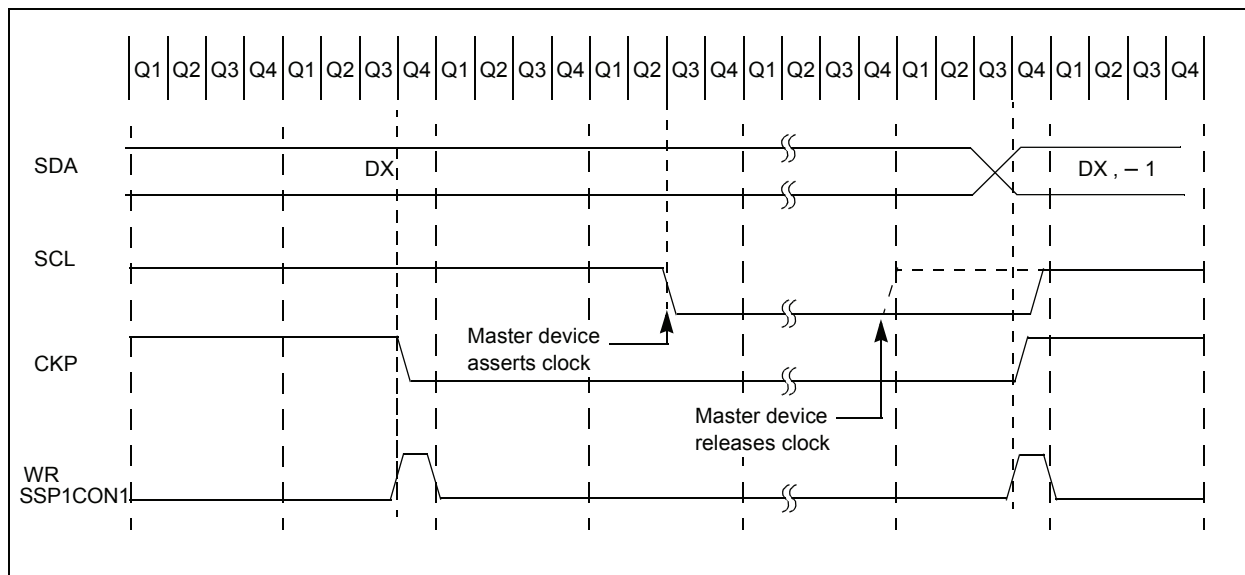 Q1 Q2 Q3 Q4 Q1 Q2 Q3 Q4 Q1 Q2 Q3 Q4 Q1 Q2 Q3 Q4 Q1 Q2 Q3 Q4 Q1 Q2 Q3 Q4 Q1 Q2 Q3 Q4
SDA
DX
DX , – 1
SCL
Master device
asserts clock
CKP
Master device
releases clock
WR
SSP1CON1